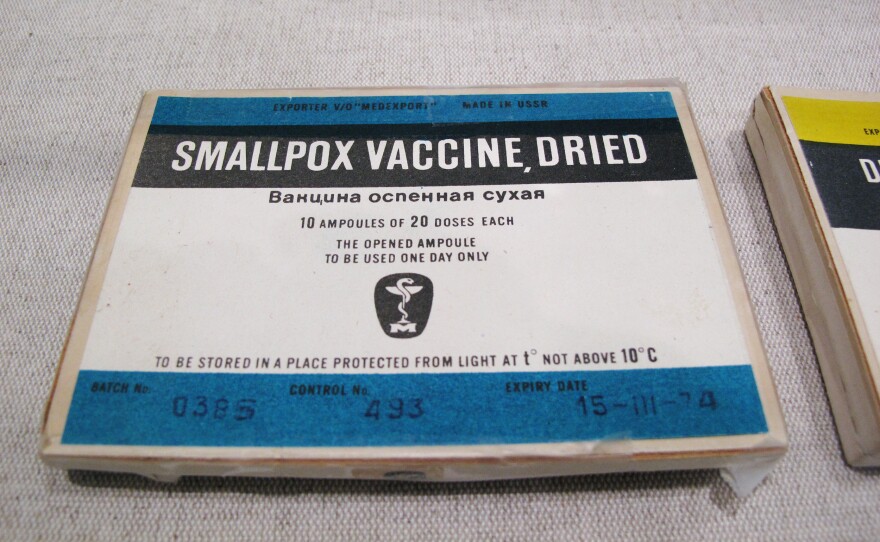 EXPORTER V/O "MEDEXPORT" MADE IN USSR
SMALLPOX VACCINE, DRIED
Вакцина оспенная сухая
10 AMPOULES OF 20 DOSES EACH
THE OPENED AMPOULE
TO BE USED ONE DAY ONLY
M
TO BE STORED IN A PLACE PROTECTED FROM LIGHT AT t° NOT ABOVE 10°C
BATCH No. CONTROL No. EXPIRY DATE
0385 493 15-III-74
EXP
D